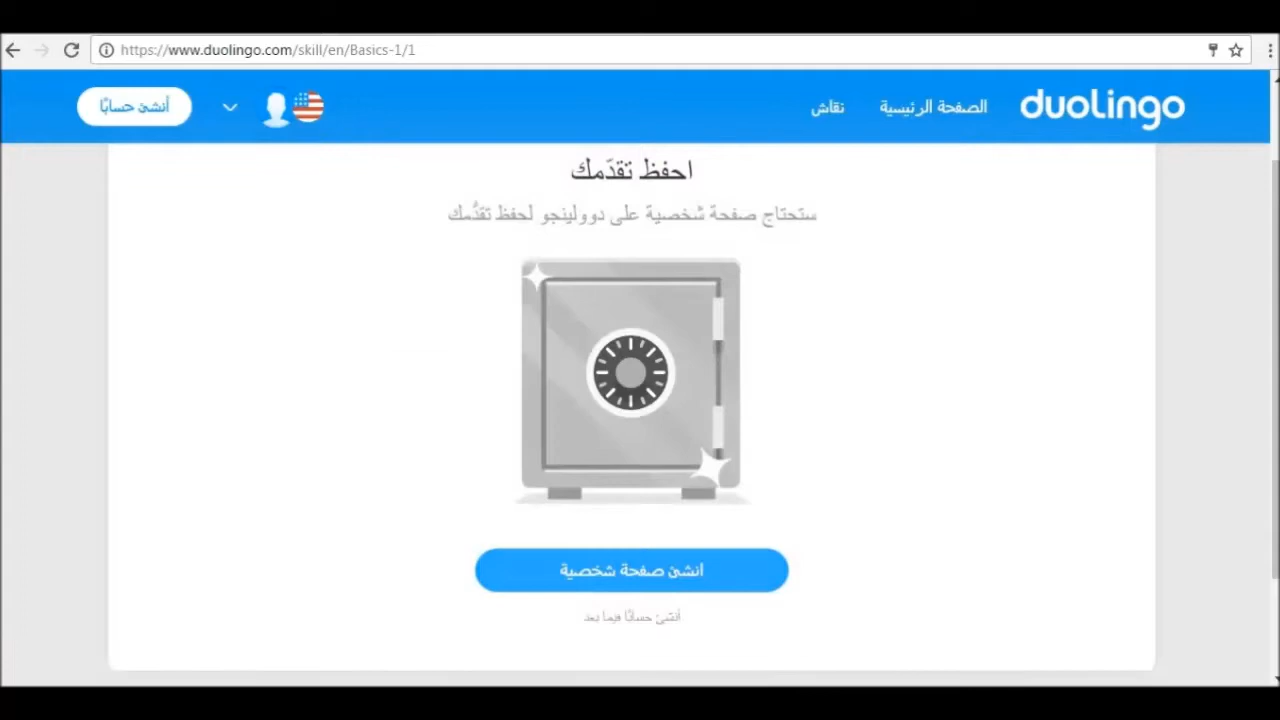 https://www.duolingo.com/skill/en/Basics-1/1
duolingo
الصفحة الرئيسية
نقاش
أنشئ حسابًا
احفظ تقدّمك
ستحتاج صفحة شخصية على دوولينجو لحفظ تقدُّمك
انشئ صفحة شخصية
أنشئ حسابًا فيما بعد